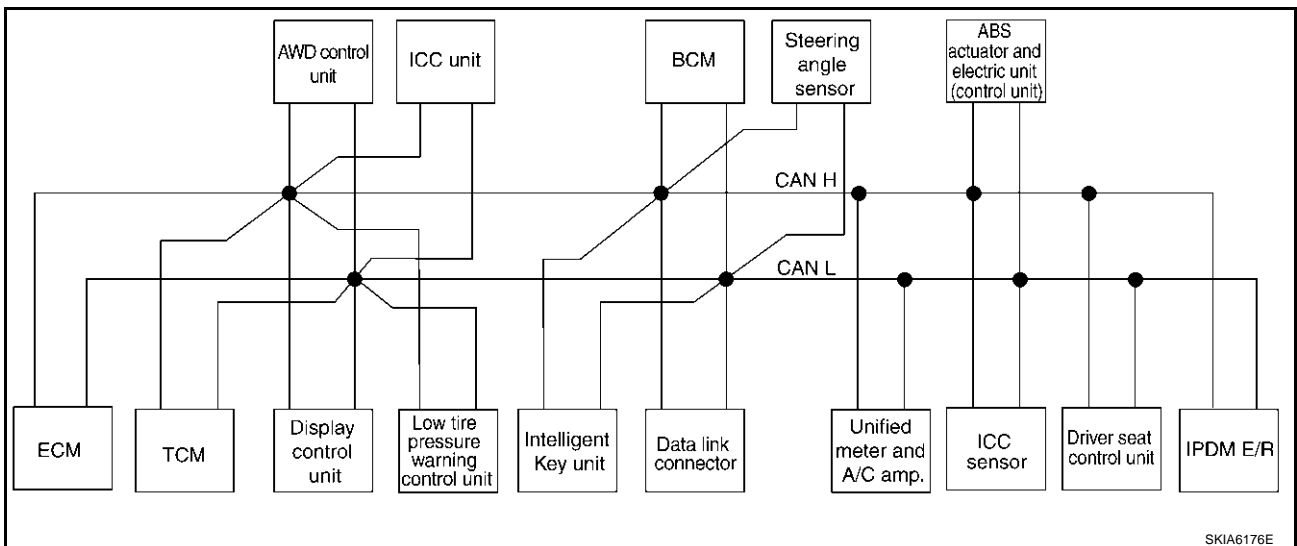 AWD control
unit
ICC unit
BCM
Steering
angle
sensor
ABS
actuator and
electric unit
(control unit)
CAN H
CAN L
ECM
TCM
Display
control
unit
Low tire
pressure
warning
control unit
Intelligent
Key unit
Data link
connector
Unified
meter and
A/C amp.
ICC
sensor
Driver seat
control unit
IPDM E/R
SKIA6176E